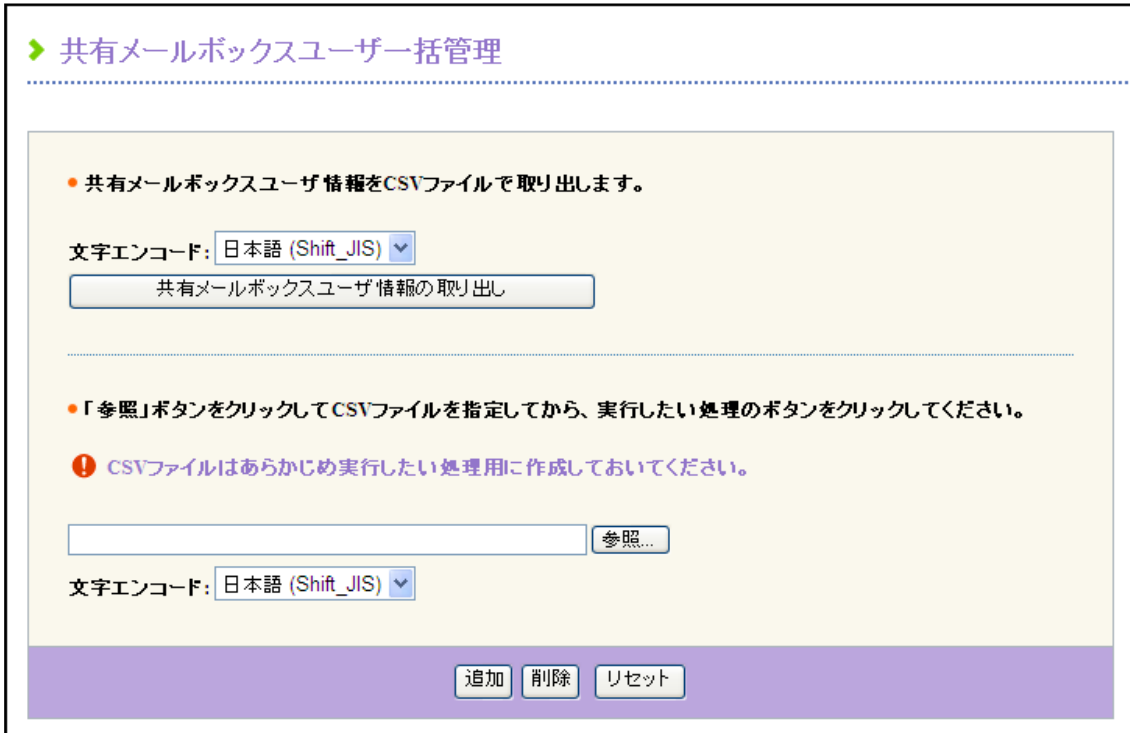 共有メールボックスユーザ一括管理
共有メールボックスユーザ情報をCSVファイルで取り出します。
文字エンコード: 日本語 (Shift_JIS)
共有メールボックスユーザ情報の取り出し
「参照」ボタンをクリックしてCSVファイルを指定してから、実行したい処理のボタンをクリックしてください。
CSVファイルはあらかじめ実行したい処理用に作成しておいてください。
参照...
文字エンコード: 日本語 (Shift_JIS)
追加 削除 リセット